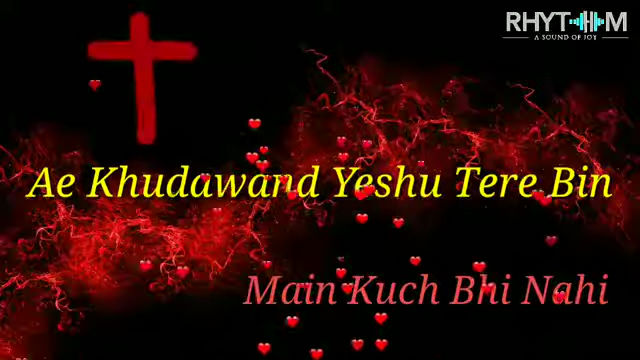 RHYTHM
A SOUND OF JOY
Ae Khudawand Yeshu Tere Bin
Main Kuch Bhi Nahi